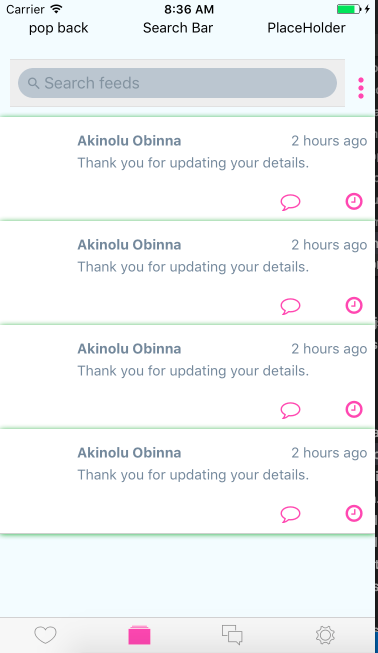 Carrier 8:36 AM
pop back Search Bar PlaceHolder
Search feeds
Akinolu Obinna 2 hours ago
Thank you for updating your details.
Akinolu Obinna 2 hours ago
Thank you for updating your details.
Akinolu Obinna 2 hours ago
Thank you for updating your details.
Akinolu Obinna 2 hours ago
Thank you for updating your details.